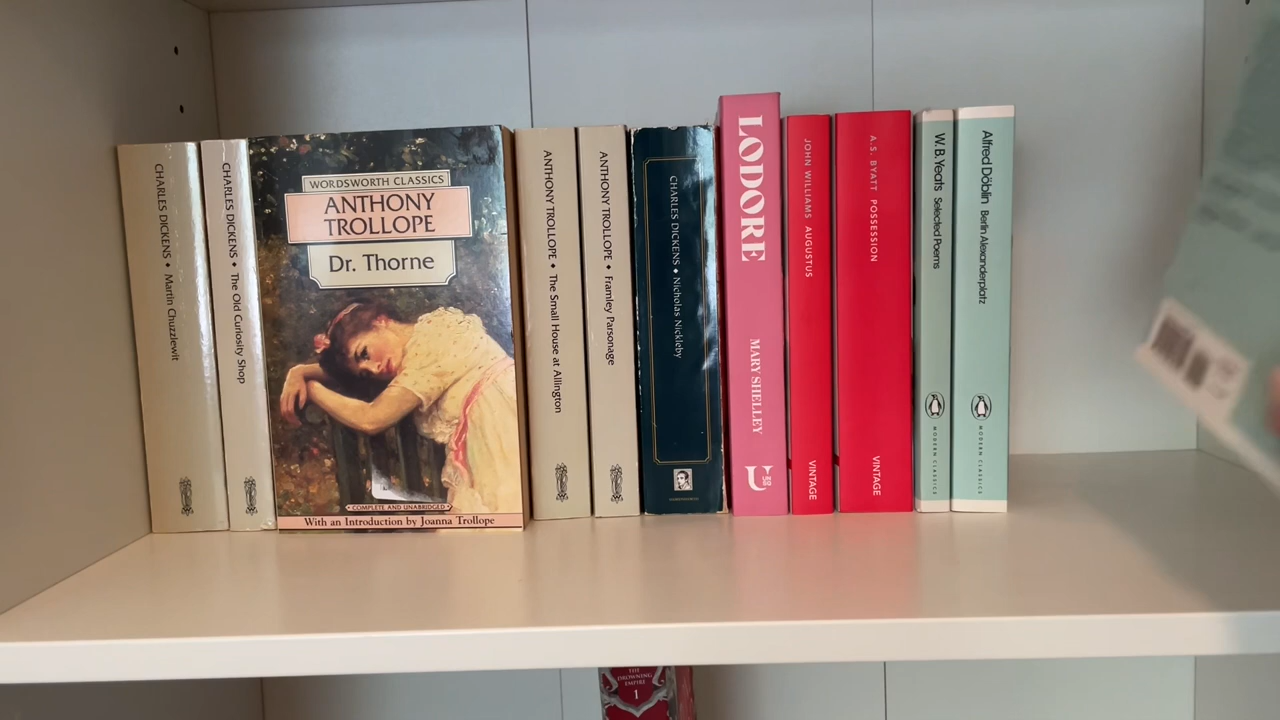 CHARLES DICKENS ♦ Martin Chuzzlewit
CHARLES DICKENS ♦ The Old Curiosity Shop
WORDSWORTH CLASSICS
ANTHONY
TROLLOPE
Dr. Thorne
• COMPLETE AND UNABRIDGED •
With an Introduction by Joanna Trollope
ANTHONY TROLLOPE ♦ The Small House at Allington
ANTHONY TROLLOPE ♦ Framley Parsonage
CHARLES DICKENS ♦ Nicholas Nickleby
LODORE
MARY SHELLEY
JOHN WILLIAMS AUGUSTUS
VINTAGE
A.S. BYATT POSSESSION
VINTAGE
W. B. Yeats Selected Poems
MODERN CLASSICS
Alfred Döblin Berlin Alexanderplatz
MODERN CLASSICS
THE
DROWNING
EMPIRE
1